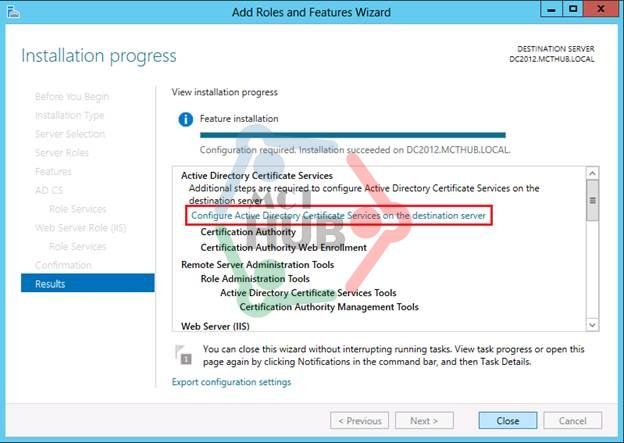 Add Roles and Features Wizard
Installation progress
DESTINATION SERVER
DC2012.MCTHUB.LOCAL
Before You Begin
Installation Type
Server Selection
Server Roles
Features
AD CS
Role Services
Web Server Role (IIS)
Role Services
Confirmation
Results
View installation progress
Feature installation
Configuration required. Installation succeeded on DC2012.MCTHUB.LOCAL.
Active Directory Certificate Services
Additional steps are required to configure Active Directory Certificate Services on the
destination server
Configure Active Directory Certificate Services on the destination server
Certification Authority
Certification Authority Web Enrollment
Remote Server Administration Tools
Role Administration Tools
Active Directory Certificate Services Tools
Certification Authority Management Tools
Web Server (IIS)
MCT
HUB
1
You can close this wizard without interrupting running tasks. View task progress or open this
page again by clicking Notifications in the command bar, and then Task Details.
Export configuration settings
< Previous
Next >
Close
Cancel